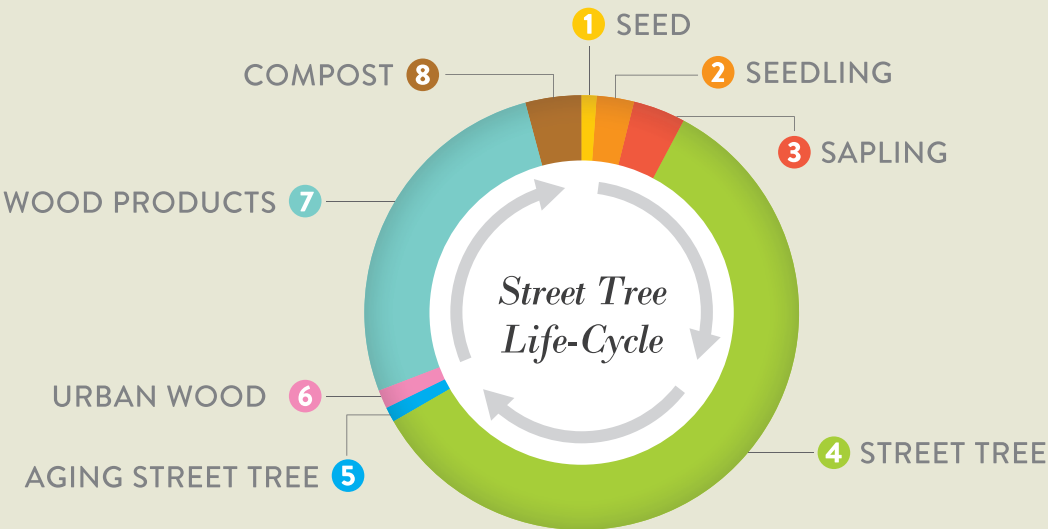 1 SEED
2 SEEDLING
3 SAPLING
4 STREET TREE
5 AGING STREET TREE
6 URBAN WOOD
7 WOOD PRODUCTS
8 COMPOST
Street Tree
Life-Cycle